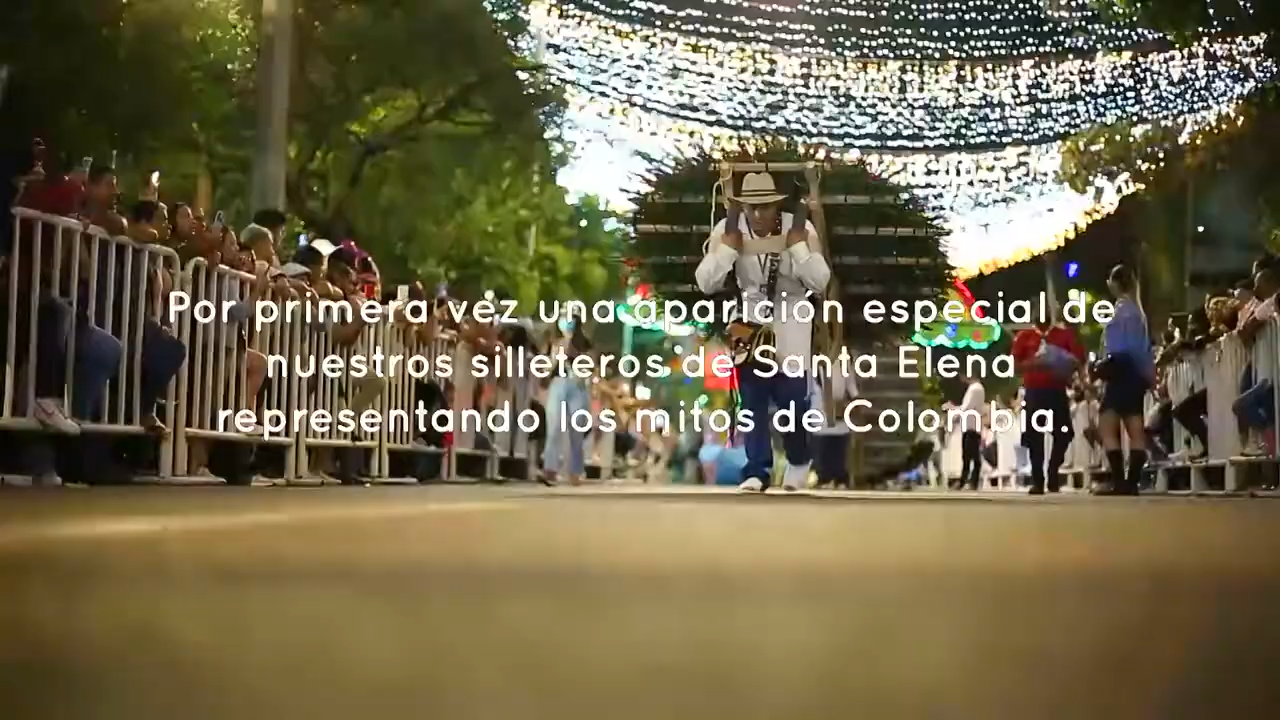 Por primera vez una aparición especial de
nuestros silleteros de Santa Elena
representando los mitos de Colombia.